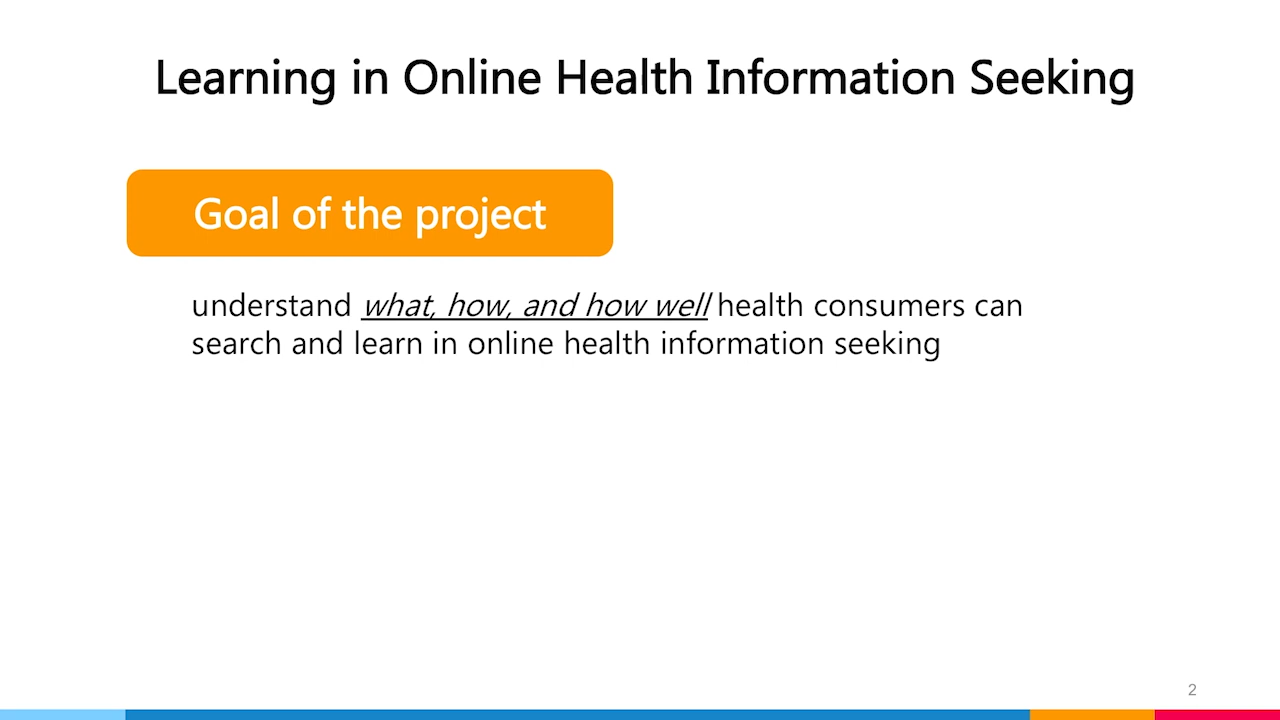 Learning in Online Health Information Seeking
Goal of the project
understand what, how, and how well health consumers can
search and learn in online health information seeking
2